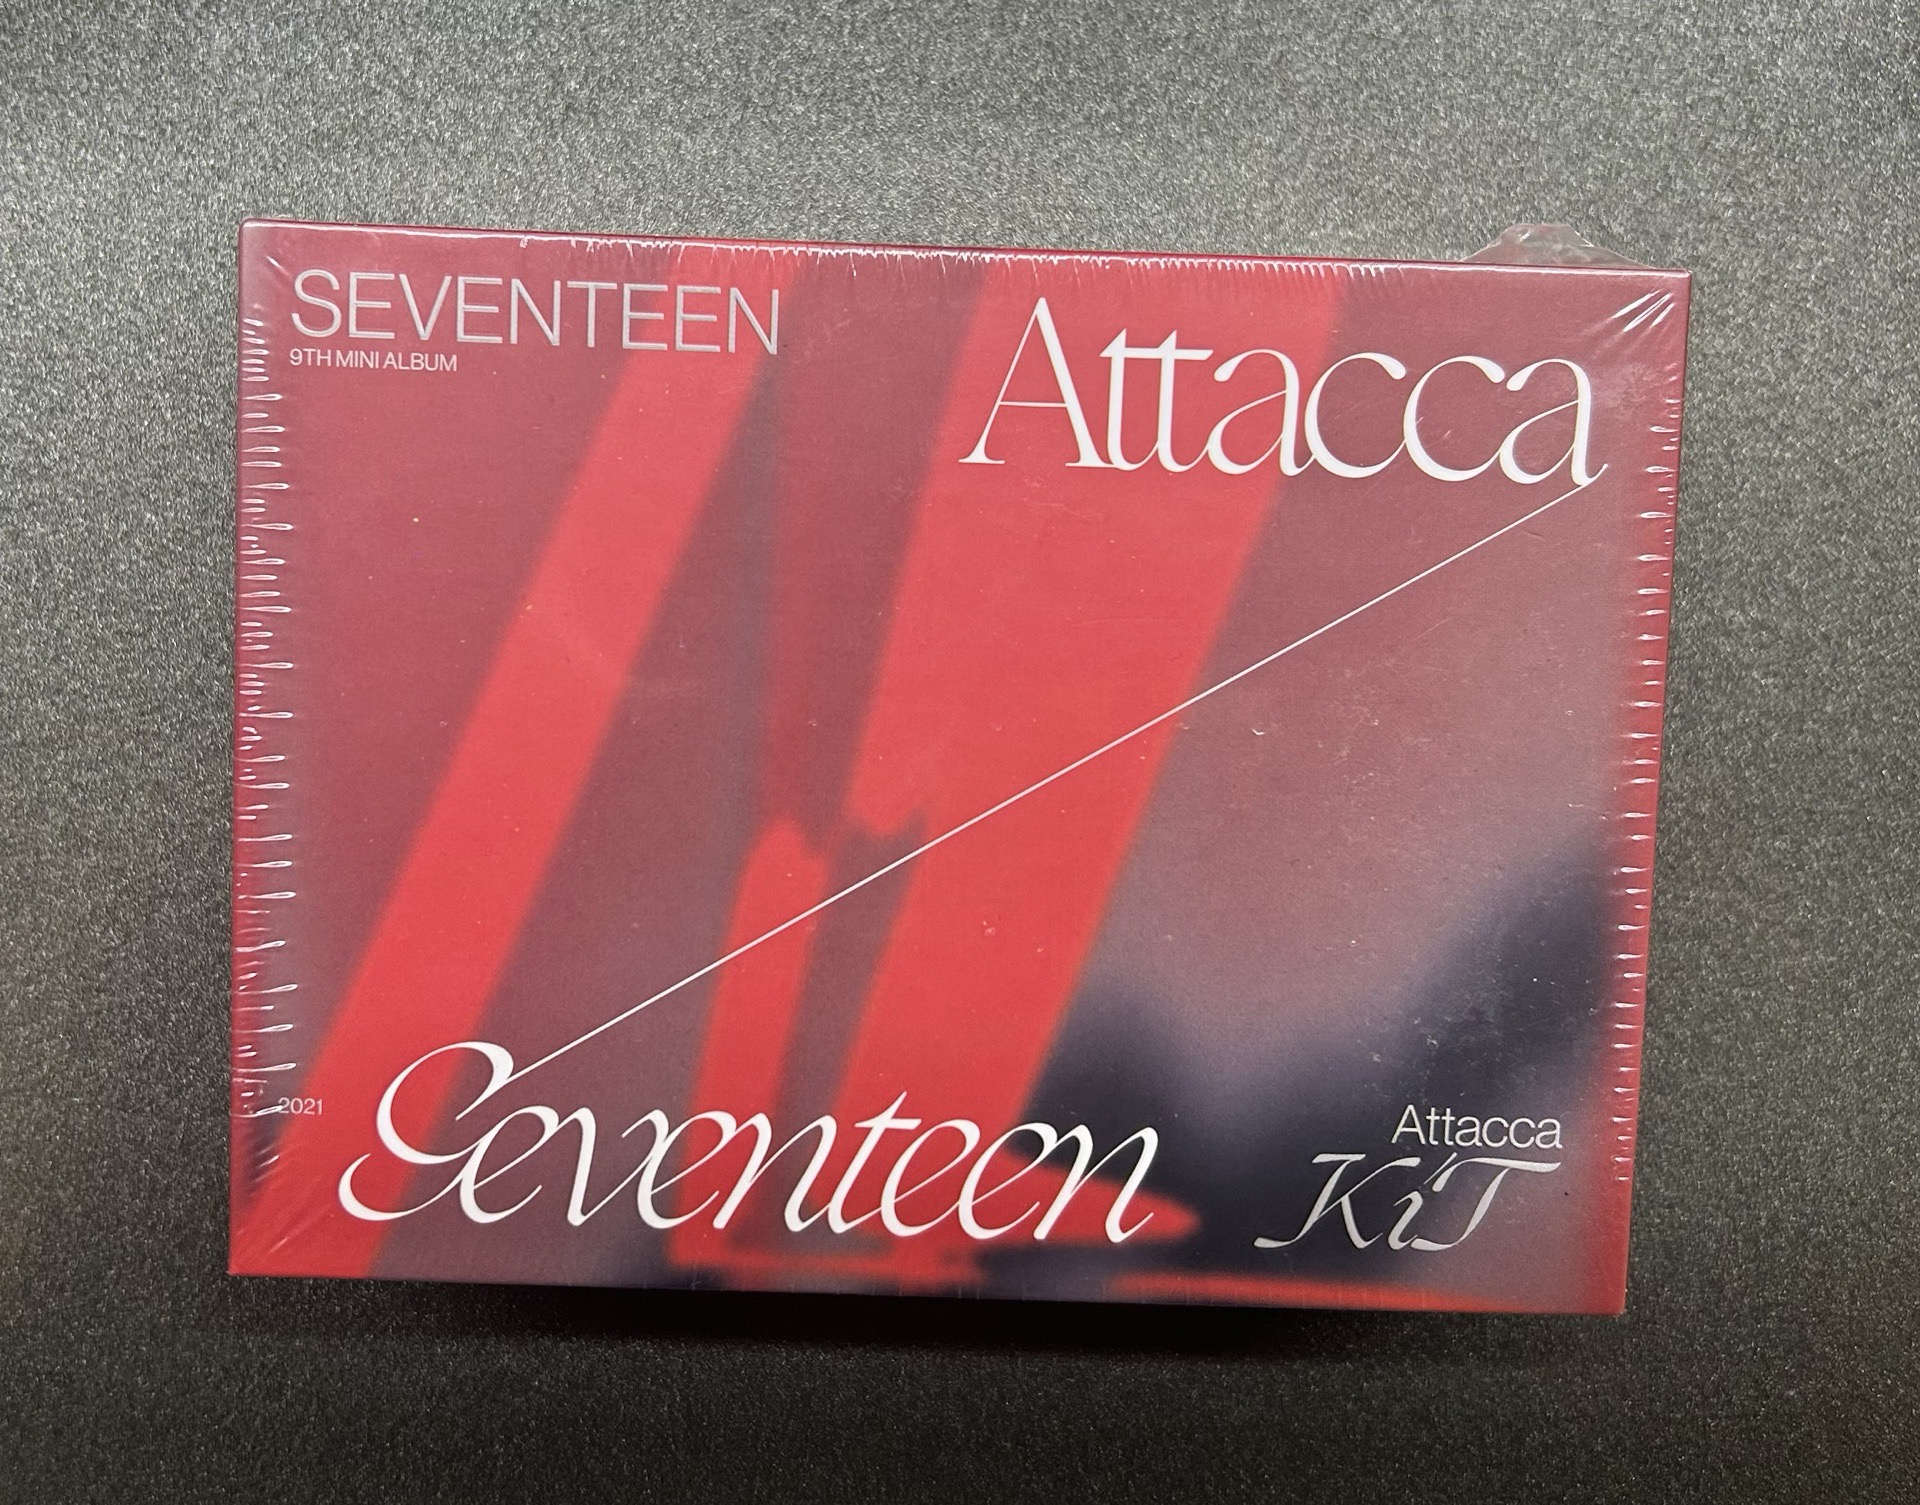 SEVENTEEN
9TH MINI ALBUM
Attacca
2021
Seventeen
Attacca
KiT